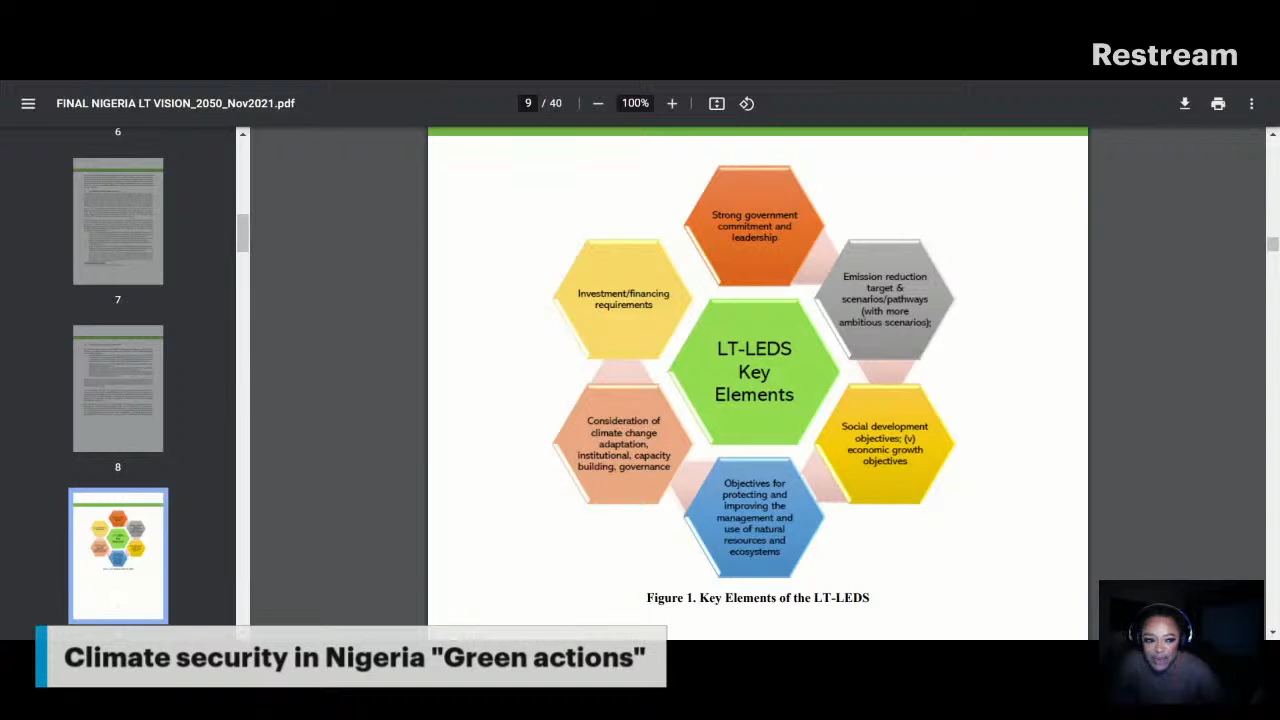 Restream
FINAL NIGERIA LT VISION_2050_Nov2021.pdf
9 / 40
100%
6
7
8
Strong government
commitment and
leadership
Investment/financing
requirements
Emission reduction
target &
scenarios/pathways
(with more
ambitious scenarios);
LT-LEDS
Key
Elements
Consideration of
climate change
adaptation,
institutional, capacity
building, governance
Social development
objectives; (v)
economic growth
objectives
Objectives for
protecting and
improving the
management and
use of natural
resources and
ecosystems
Figure 1. Key Elements of the LT-LEDS
Climate security in Nigeria "Green actions"